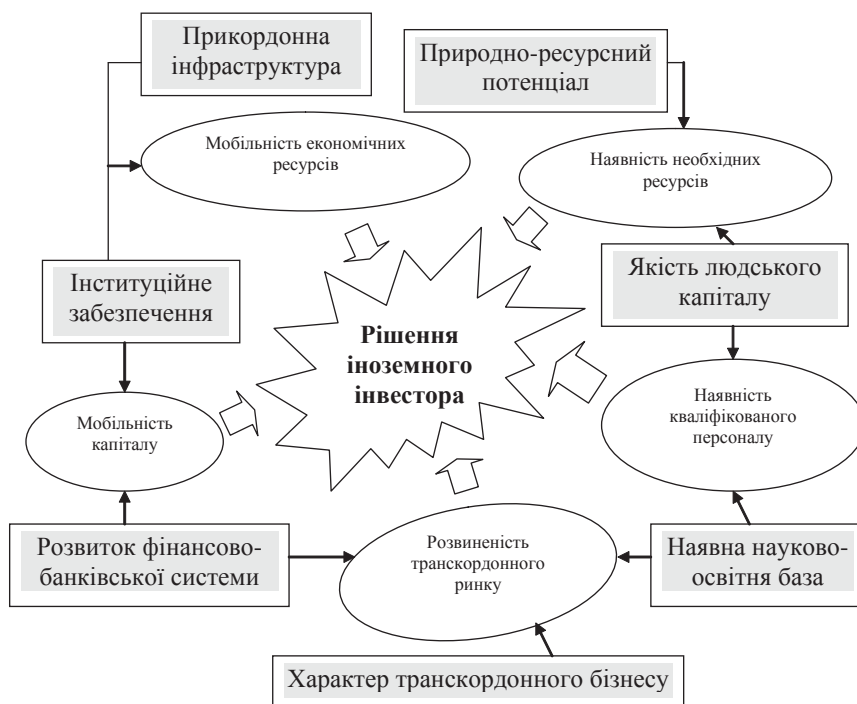 Прикордонна
інфраструктура
Природно-ресурсний
потенціал
Мобільність економічних
ресурсів
Наявність необхідних
ресурсів
Інституційне
забезпечення
Якість людського
капіталу
Рішення
іноземного
інвестора
Мобільність
капіталу
Наявність
кваліфікованого
персоналу
Розвиток фінансово-
банківської системи
Розвиненість
транскордонного
ринку
Наявна науково-
освітня база
Характер транскордонного бізнесу